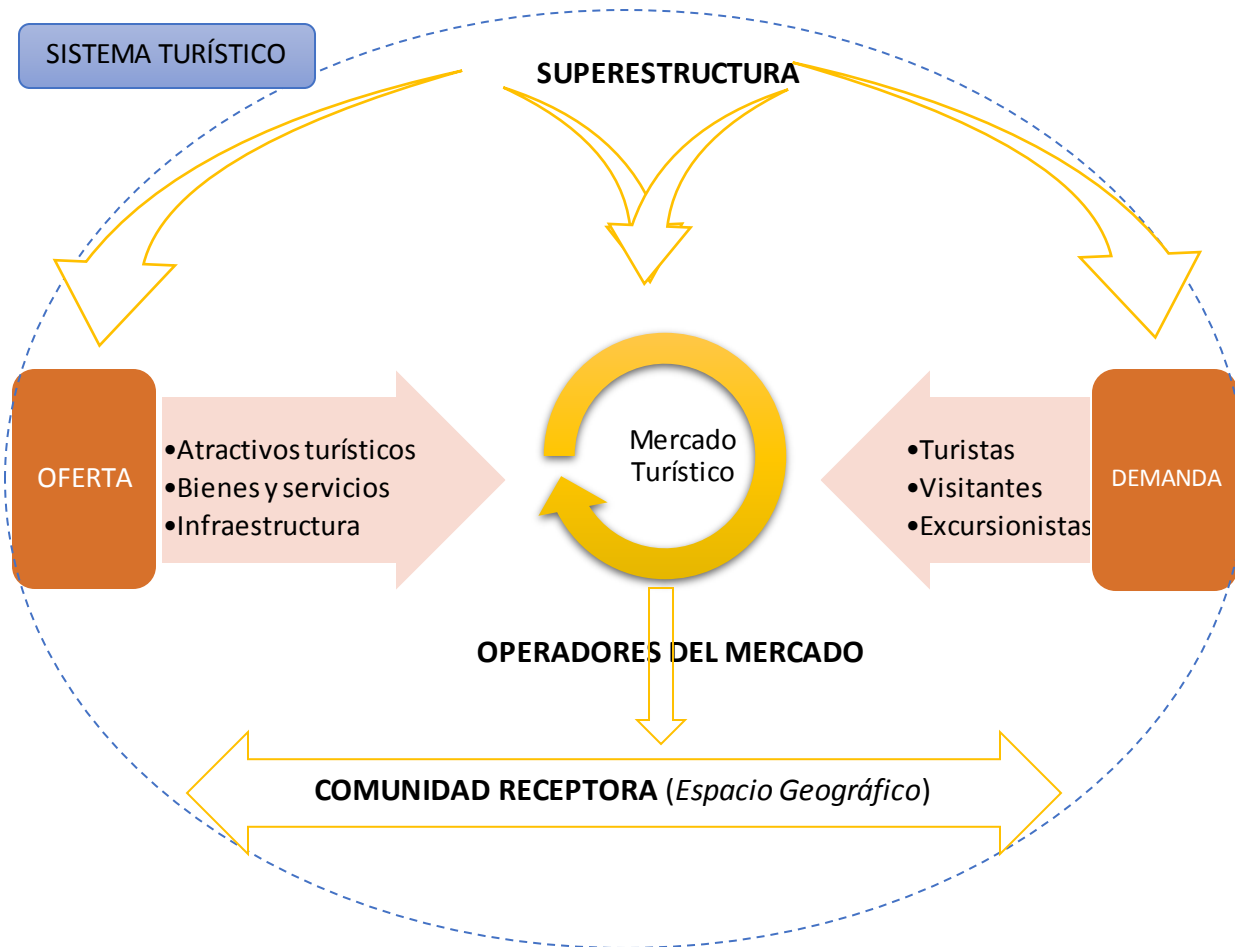 SISTEMA TURÍSTICO
SUPERESTRUCTURA
OFERTA
•Atractivos turísticos
•Bienes y servicios
•Infraestructura
Mercado
Turístico
•Turistas
•Visitantes
•Excursionistas
DEMANDA
OPERADORES DEL MERCADO
COMUNIDAD RECEPTORA (Espacio Geográfico)